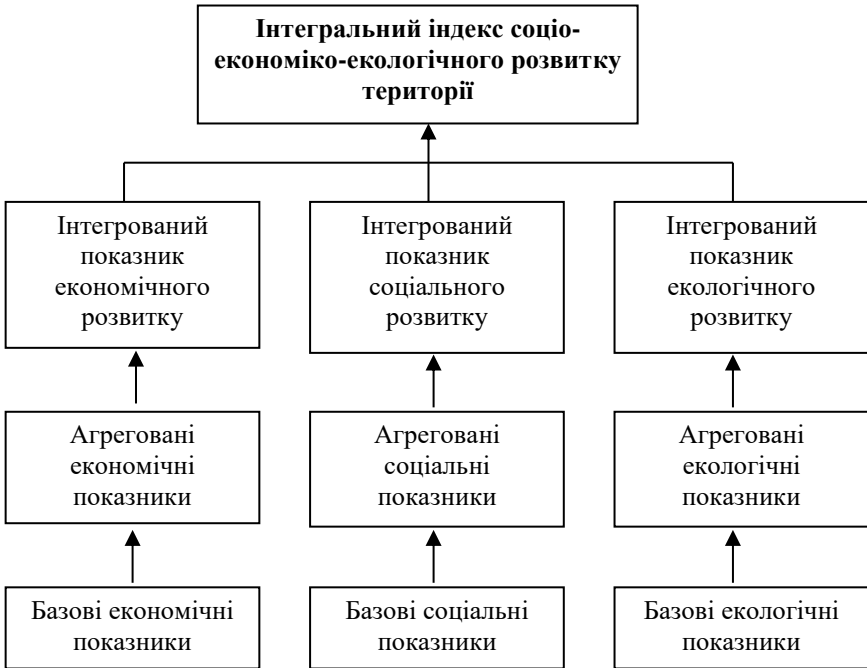 Інтегральний індекс соціо-
економіко-екологічного розвитку
території
Інтегрований
показник
економічного
розвитку
Інтегрований
показник
соціального
розвитку
Інтегрований
показник
екологічного
розвитку
Агреговані
економічні
показники
Агреговані
соціальні
показники
Агреговані
екологічні
показники
Базові економічні
показники
Базові соціальні
показники
Базові екологічні
показники